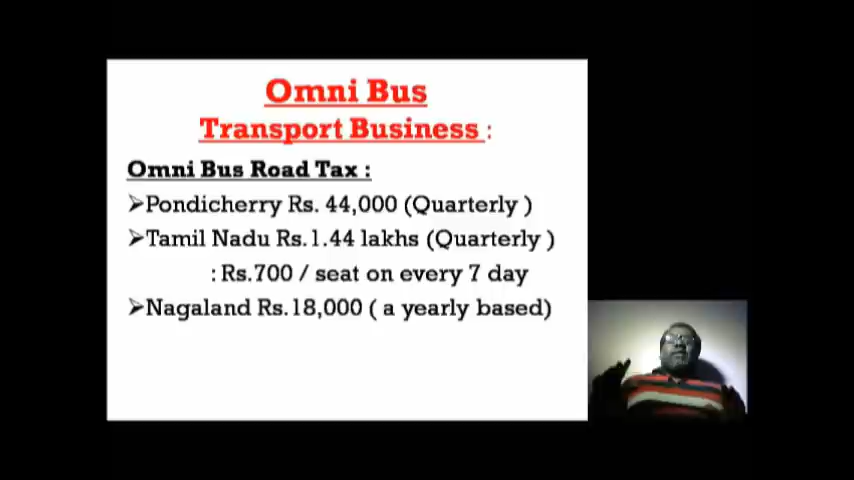 Omni Bus
Transport Business :
Omni Bus Road Tax :
➢Pondicherry Rs. 44,000 (Quarterly )
➢Tamil Nadu Rs.1.44 lakhs (Quarterly )
: Rs.700 / seat on every 7 day
➢Nagaland Rs.18,000 ( a yearly based)